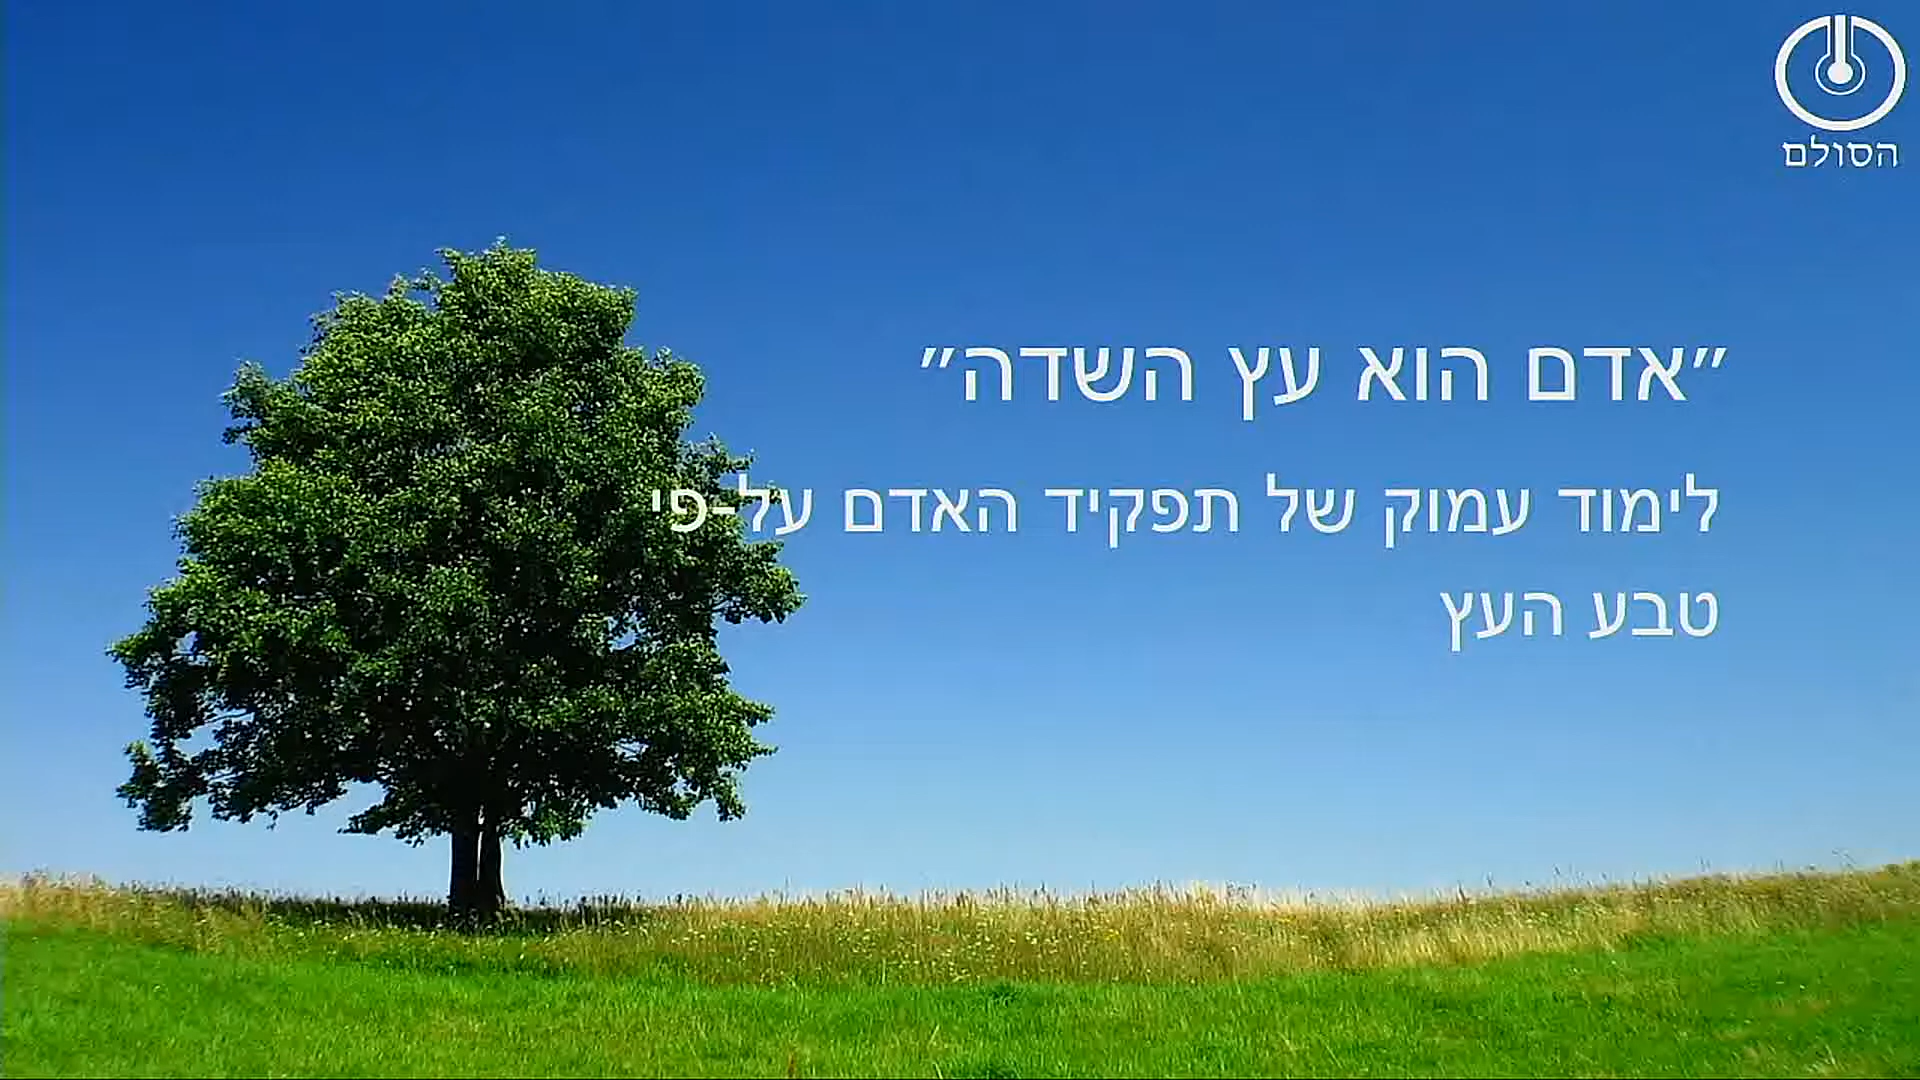 הסולם
״אדם הוא עץ השדה״
לימוד עמוק של תפקיד האדם על-פי
טבע העץ